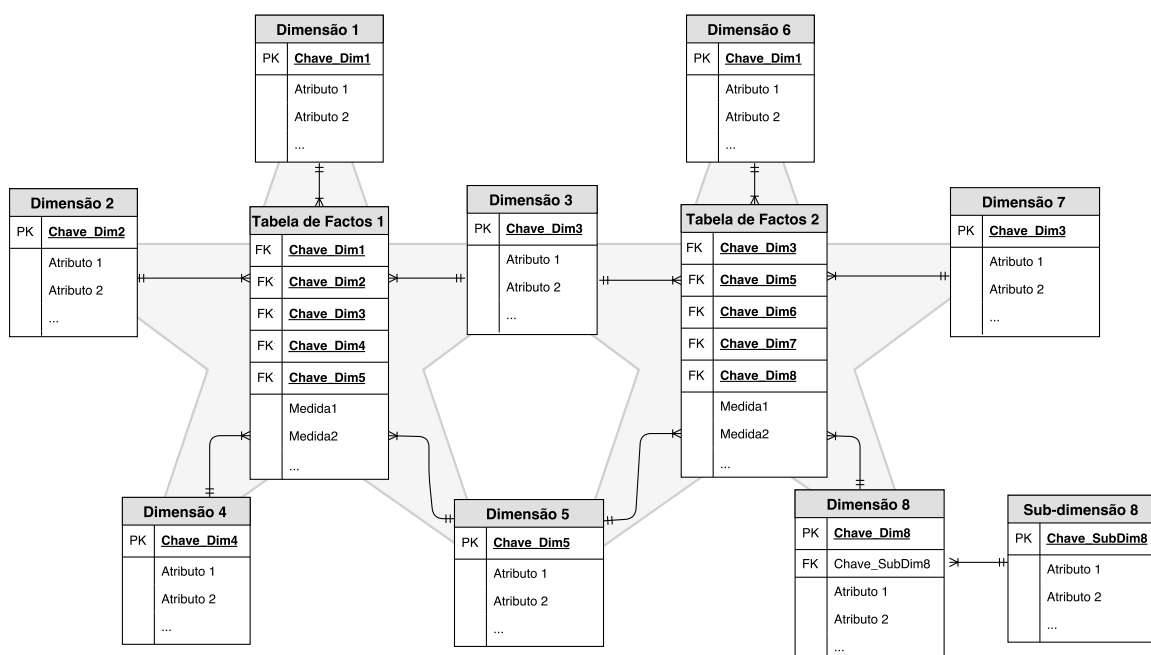 Dimensão 1
PK Chave_Dim1
Atributo 1
Atributo 2
...
Dimensão 6
PK Chave_Dim1
Atributo 1
Atributo 2
...
Dimensão 2
PK Chave_Dim2
Atributo 1
Atributo 2
...
Tabela de Factos 1
FK Chave_Dim1
FK Chave_Dim2
FK Chave_Dim3
FK Chave_Dim4
FK Chave_Dim5
Medida1
Medida2
...
Dimensão 3
PK Chave_Dim3
Atributo 1
Atributo 2
...
Tabela de Factos 2
FK Chave_Dim3
FK Chave_Dim5
FK Chave_Dim6
FK Chave_Dim7
FK Chave_Dim8
Medida1
Medida2
...
Dimensão 7
PK Chave_Dim3
Atributo 1
Atributo 2
...
Dimensão 4
PK Chave_Dim4
Atributo 1
Atributo 2
...
Dimensão 5
PK Chave_Dim5
Atributo 1
Atributo 2
...
Dimensão 8
PK Chave_Dim8
FK Chave_SubDim8
Atributo 1
Atributo 2
...
Sub-dimensão 8
PK Chave_SubDim8
Atributo 1
Atributo 2
...